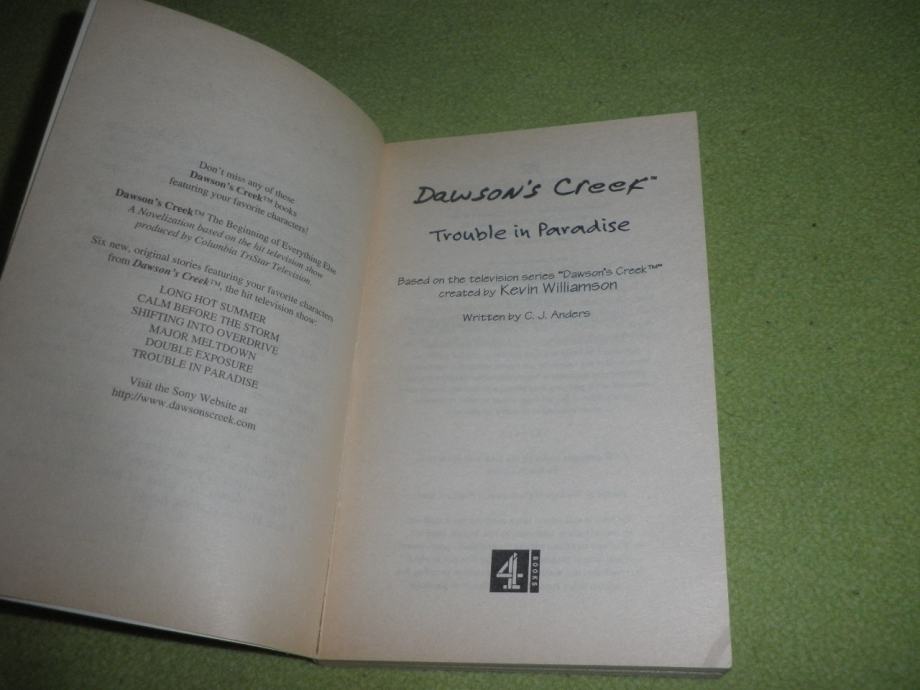 Don't miss any of these
Dawson's Creek™ books
featuring your favorite characters!
Dawson's Creek™ The Beginning of Everything Else
A Novelization based on the hit television show
produced by Columbia TriStar Television.
Six new, original stories featuring your favorite characters
from Dawson's Creek™, the hit television show:
LONG HOT SUMMER
CALM BEFORE THE STORM
SHIFTING INTO OVERDRIVE
MAJOR MELTDOWN
DOUBLE EXPOSURE
TROUBLE IN PARADISE
Visit the Sony Website at
http://www.dawsonscreek.com
Dawson's Creek™
Trouble in Paradise
Based on the television series "Dawson's Creek™"
created by Kevin Williamson
Written by C. J. Anders
4 BOOKS